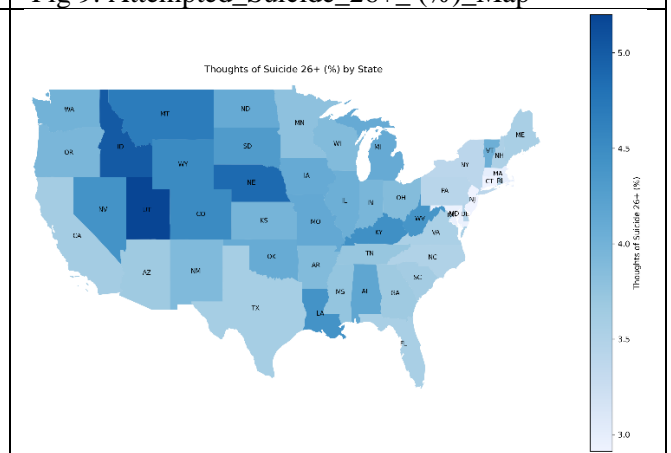 Fig 9: Attempted_Suicide_26+_ (%)_Map
Thoughts of Suicide 26+ (%) by State
5.0
4.5
4.0
3.5
3.0
Thoughts of Suicide 26+ (%)
WA
MT
ND
MN
ME
OR
ID
SD
WI
MI
VT
NH
NY
WY
MA
CT
RI
NE
IA
PA
NJ
NV
UT
CO
IL
IN
OH
MD
DE
WV
VA
CA
KS
MO
KY
NC
AZ
NM
OK
AR
TN
SC
MS
AL
GA
TX
LA
FL